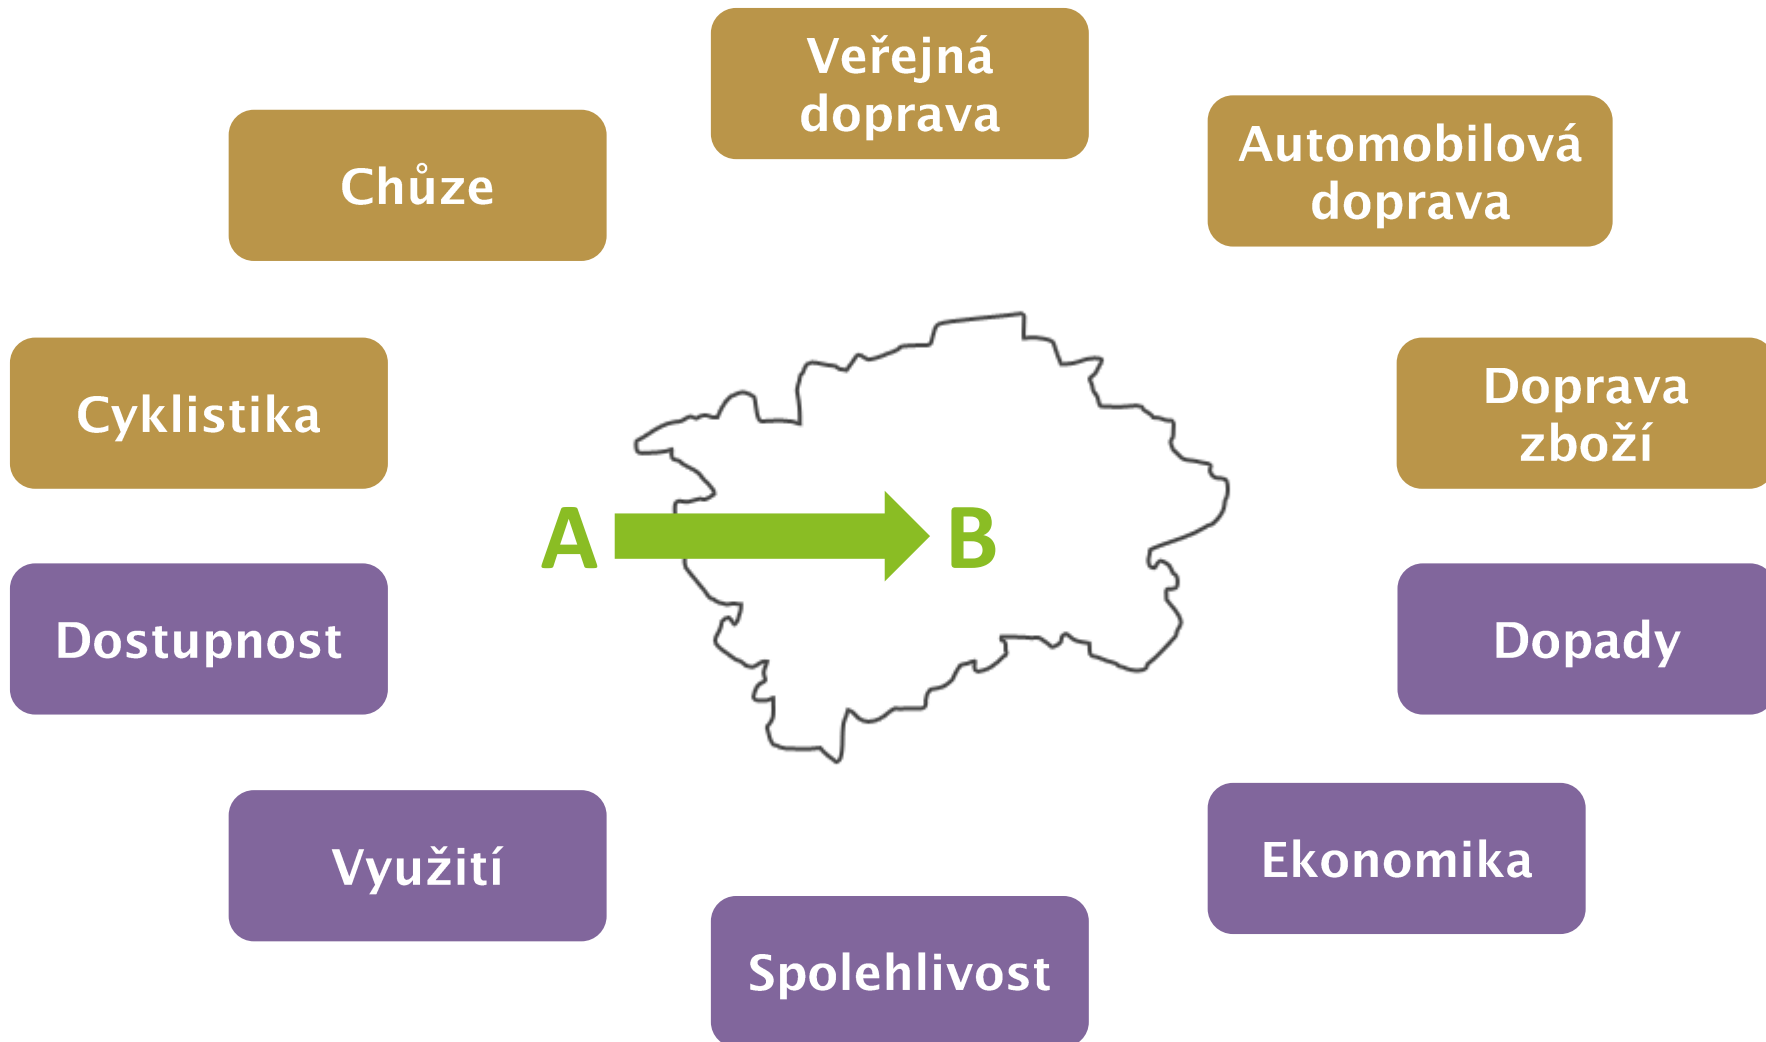 Veřejná
doprava
Automobilová
doprava
Chůze
Cyklistika
Doprava
zboží
A
B
Dostupnost
Dopady
Využití
Ekonomika
Spolehlivost